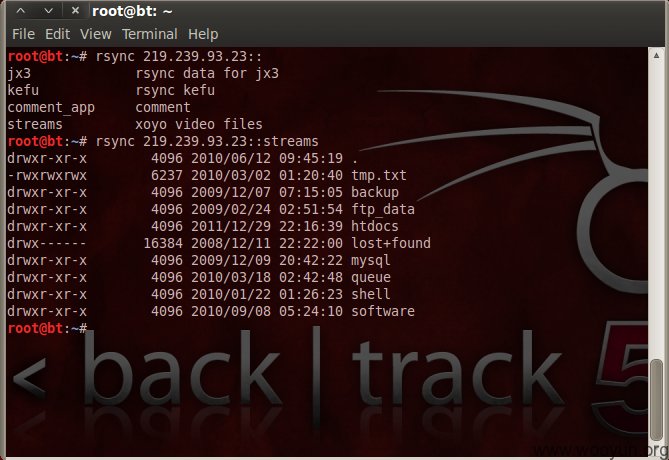 root@bt: ~
File Edit View Terminal Help
root@bt:~# rsync 219.239.93.23::
jx3 rsync data for jx3
kefu rsync kefu
comment_app comment
streams xoyo video files
root@bt:~# rsync 219.239.93.23::streams
drwxr-xr-x 4096 2010/06/12 09:45:19 .
-rwxrwxrwx 6237 2010/03/02 01:20:40 tmp.txt
drwxr-xr-x 4096 2009/12/07 07:15:05 backup
drwxr-xr-x 4096 2009/02/24 02:51:54 ftp_data
drwxr-xr-x 4096 2011/12/29 22:16:39 htdocs
drwx------ 16384 2008/12/11 22:22:00 lost+found
drwxr-xr-x 4096 2009/12/09 20:42:22 mysql
drwxr-xr-x 4096 2010/03/18 02:42:48 queue
drwxr-xr-x 4096 2010/01/22 01:26:23 shell
drwxr-xr-x 4096 2010/09/08 05:24:10 software
root@bt:~#
< back | track 5
www.wooyun.org